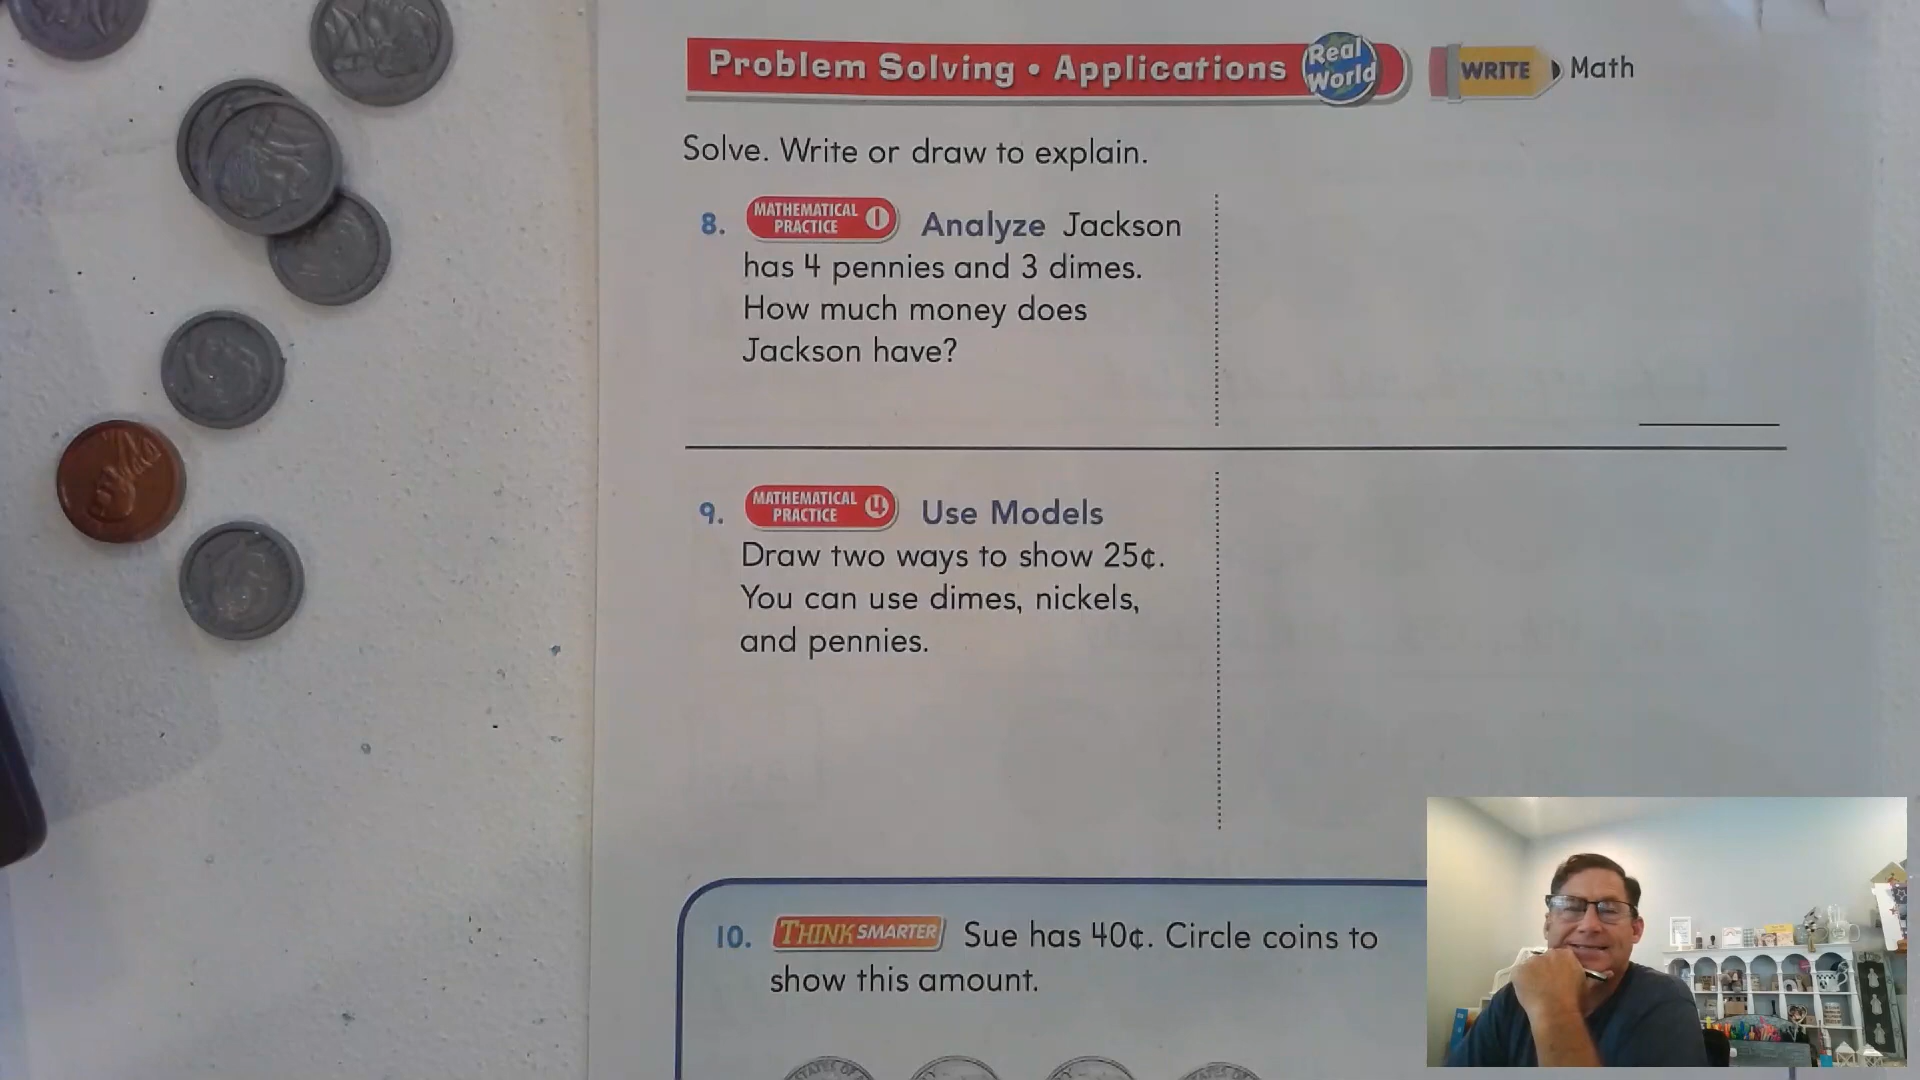 Problem Solving • Applications Real World WRITE Math
Solve. Write or draw to explain.
8. MATHEMATICAL PRACTICE 1 Analyze Jackson
has 4 pennies and 3 dimes.
How much money does
Jackson have?
9. MATHEMATICAL PRACTICE 4 Use Models
Draw two ways to show 25¢.
You can use dimes, nickels,
and pennies.
10. THINK SMARTER Sue has 40¢. Circle coins to
show this amount.